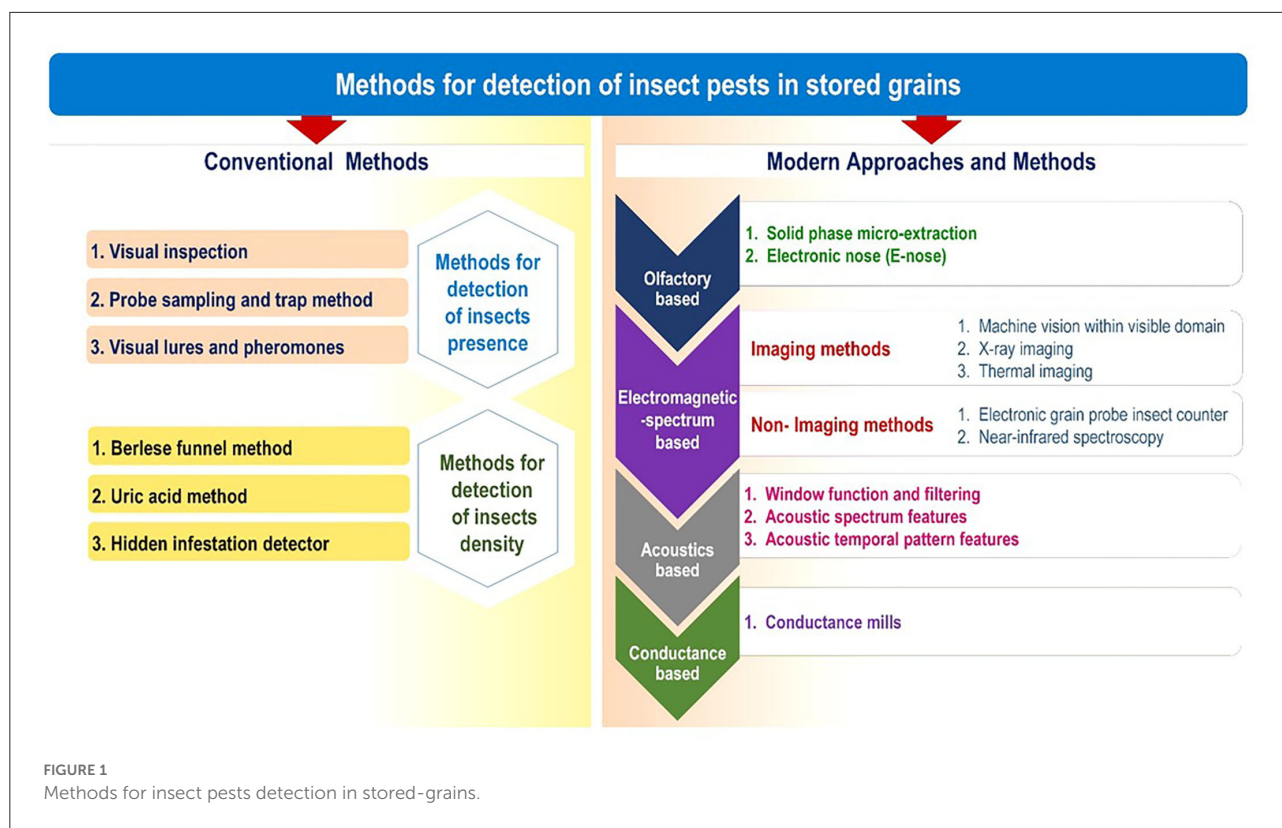 Methods for detection of insect pests in stored grains
Conventional Methods
1. Visual inspection
2. Probe sampling and trap method
3. Visual lures and pheromones
Methods for
detection
of insects
presence
1. Berlese funnel method
2. Uric acid method
3. Hidden infestation detector
Methods for
detection
of insects
density
Modern Approaches and Methods
Olfactory
based
1. Solid phase micro-extraction
2. Electronic nose (E-nose)
Electromagnetic
-spectrum
based
Imaging methods
1. Machine vision within visible domain
2. X-ray imaging
3. Thermal imaging
Non- Imaging methods
1. Electronic grain probe insect counter
2. Near-infrared spectroscopy
Acoustics
based
1. Window function and filtering
2. Acoustic spectrum features
3. Acoustic temporal pattern features
Conductance
based
1. Conductance mills
FIGURE 1
Methods for insect pests detection in stored-grains.